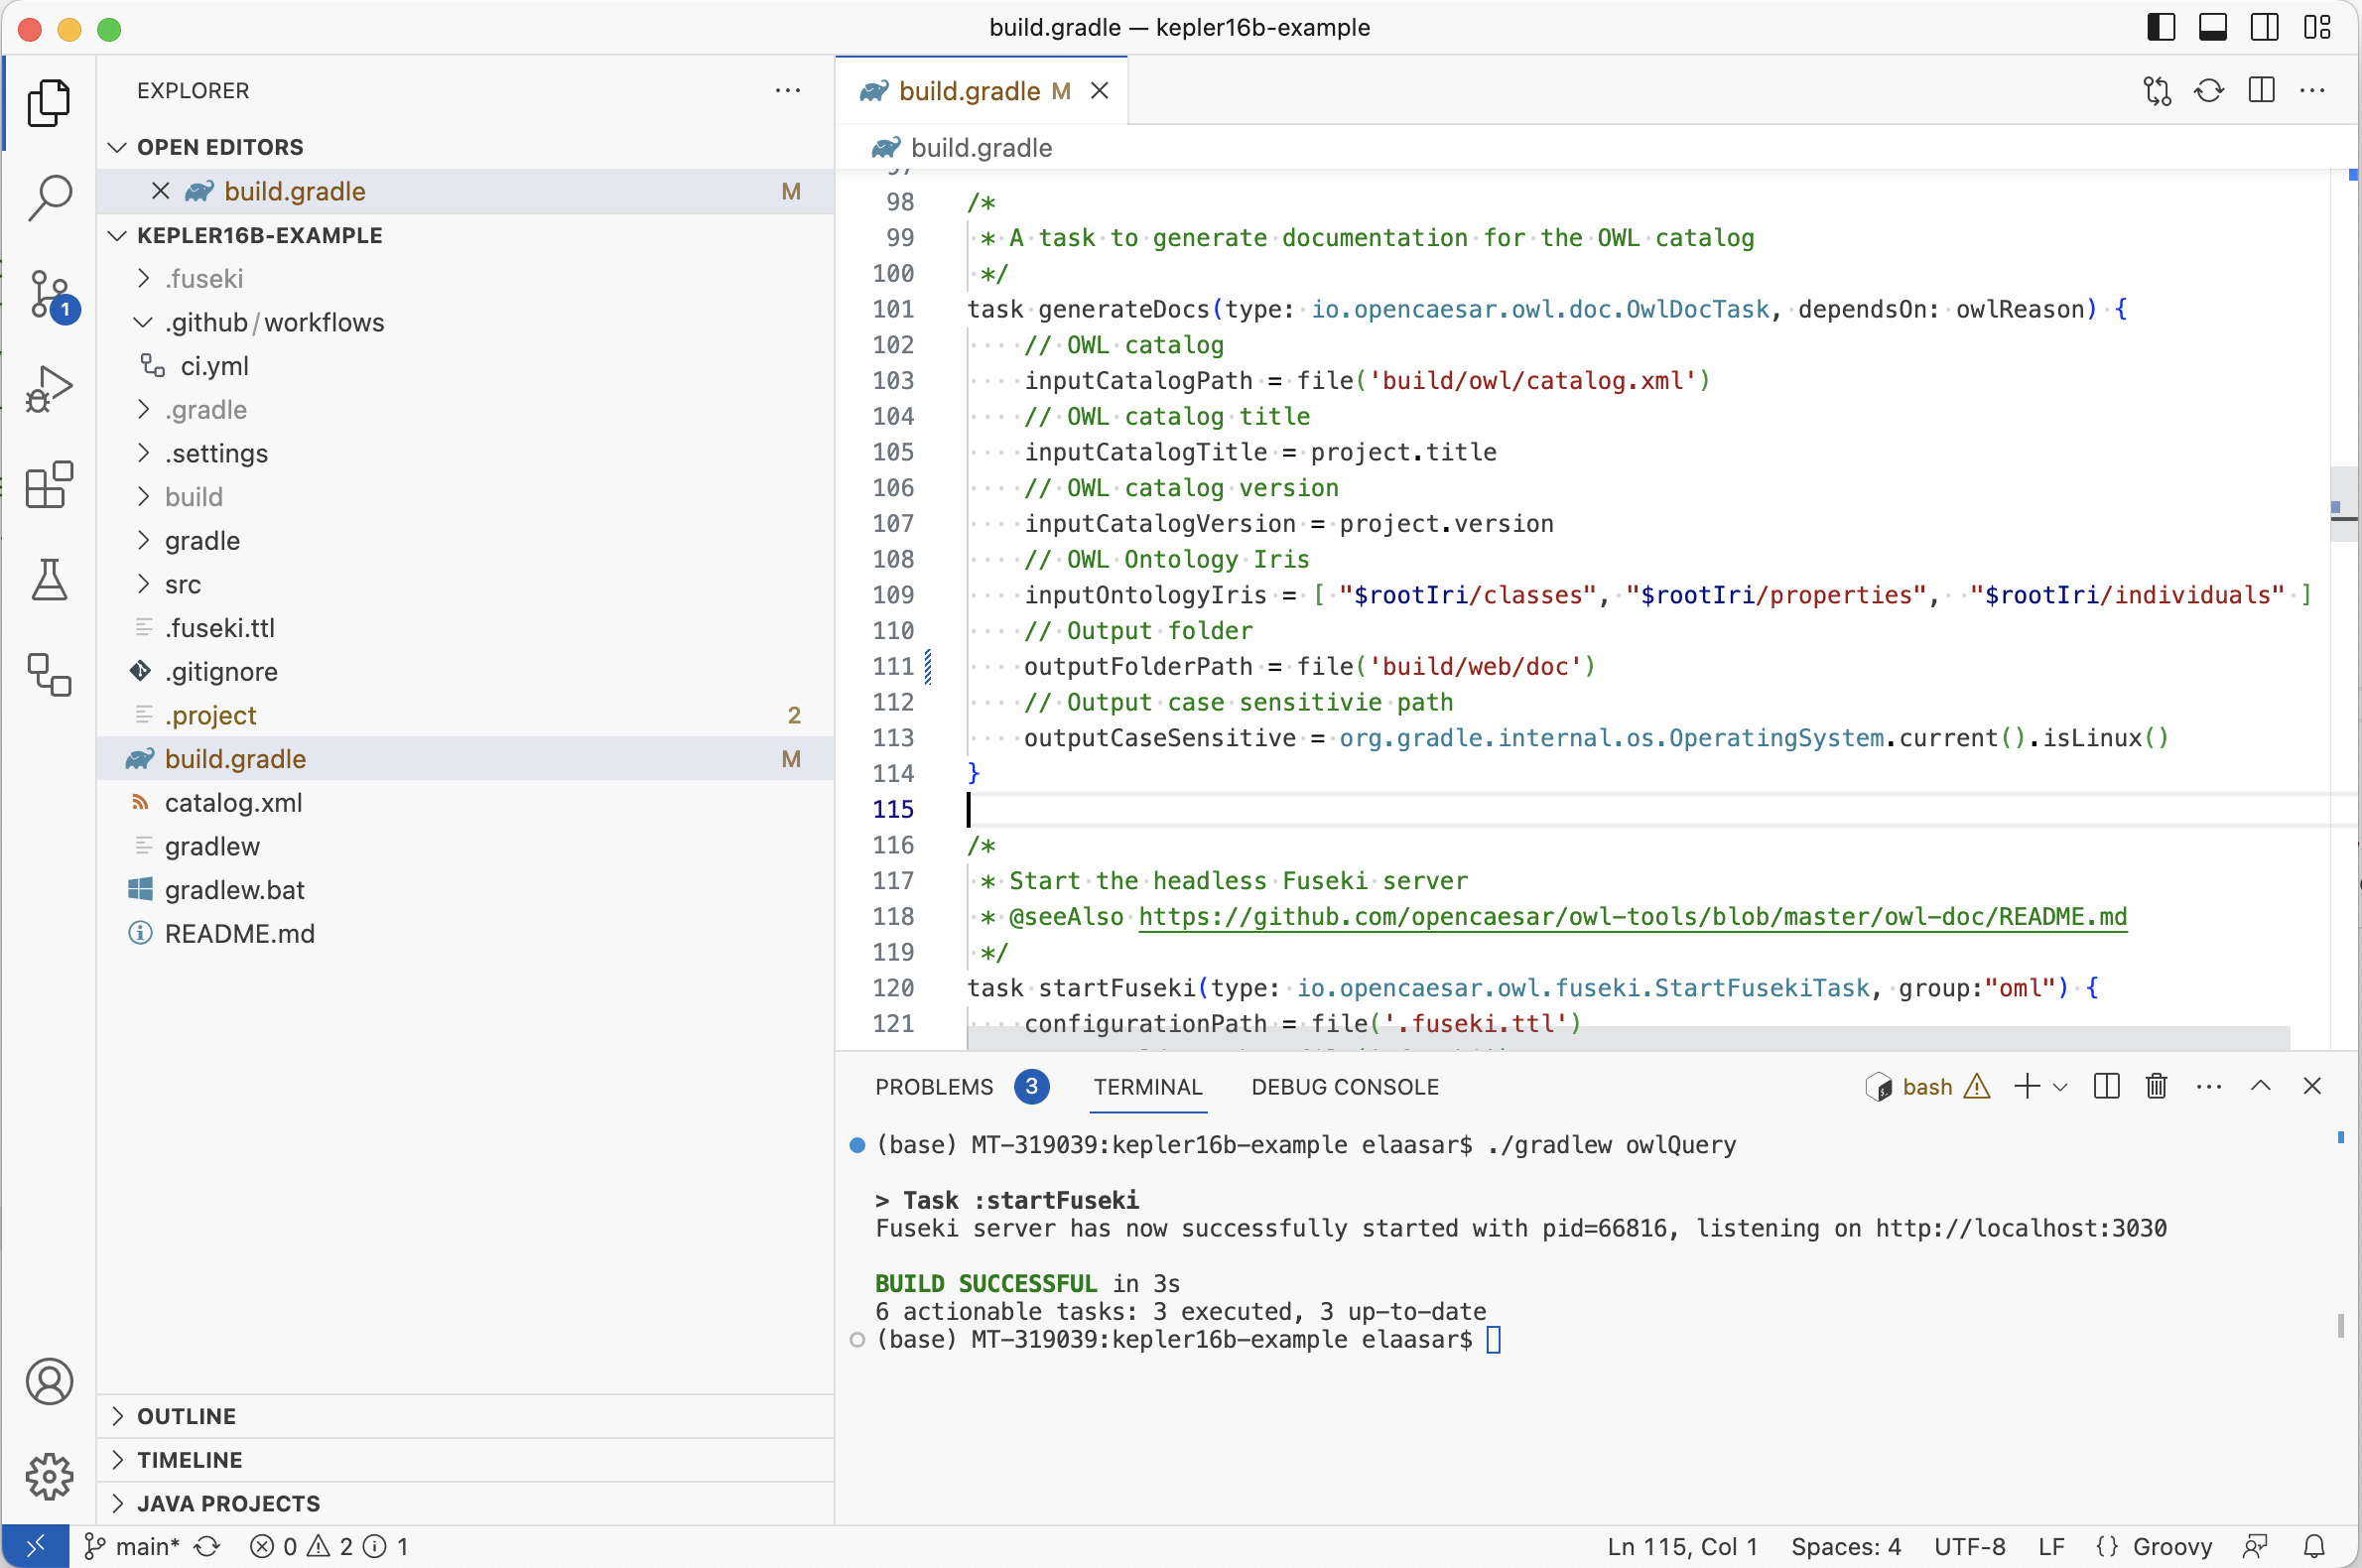 build.gradle — kepler16b-example
EXPLORER
OPEN EDITORS
build.gradle M
KEPLER16B-EXAMPLE
.fuseki
.github/workflows
ci.yml
.gradle
.settings
build
gradle
src
.fuseki.ttl
.gitignore
.project 2
build.gradle M
catalog.xml
gradlew
gradlew.bat
README.md
OUTLINE
TIMELINE
JAVA PROJECTS
1
build.gradle M
build.gradle
97
98 /*
99 * A task to generate documentation for the OWL catalog
100 */
101 task generateDocs(type: io.opencaesar.owl.doc.OwlDocTask, dependsOn: owlReason) {
102 // OWL catalog
103 inputCatalogPath = file('build/owl/catalog.xml')
104 // OWL catalog title
105 inputCatalogTitle = project.title
106 // OWL catalog version
107 inputCatalogVersion = project.version
108 // OWL Ontology Iris
109 inputOntologyIris = [ "$rootIri/classes", "$rootIri/properties",  "$rootIri/individuals" ]
110 // Output folder
111 outputFolderPath = file('build/web/doc')
112 // Output case sensitivie path
113 outputCaseSensitive = org.gradle.internal.os.OperatingSystem.current().isLinux()
114 }
115
116 /*
117 * Start the headless Fuseki server
118 * @seeAlso https://github.com/opencaesar/owl-tools/blob/master/owl-doc/README.md
119 */
120 task startFuseki(type: io.opencaesar.owl.fuseki.StartFusekiTask, group:"oml") {
121 configurationPath = file('.fuseki.ttl')
PROBLEMS 3 TERMINAL DEBUG CONSOLE bash
(base) MT-319039:kepler16b-example elaasar$ ./gradlew owlQuery
> Task :startFuseki
Fuseki server has now successfully started with pid=66816, listening on http://localhost:3030
BUILD SUCCESSFUL in 3s
6 actionable tasks: 3 executed, 3 up-to-date
(base) MT-319039:kepler16b-example elaasar$
main* 0 2 1 Ln 115, Col 1 Spaces: 4 UTF-8 LF {} Groovy